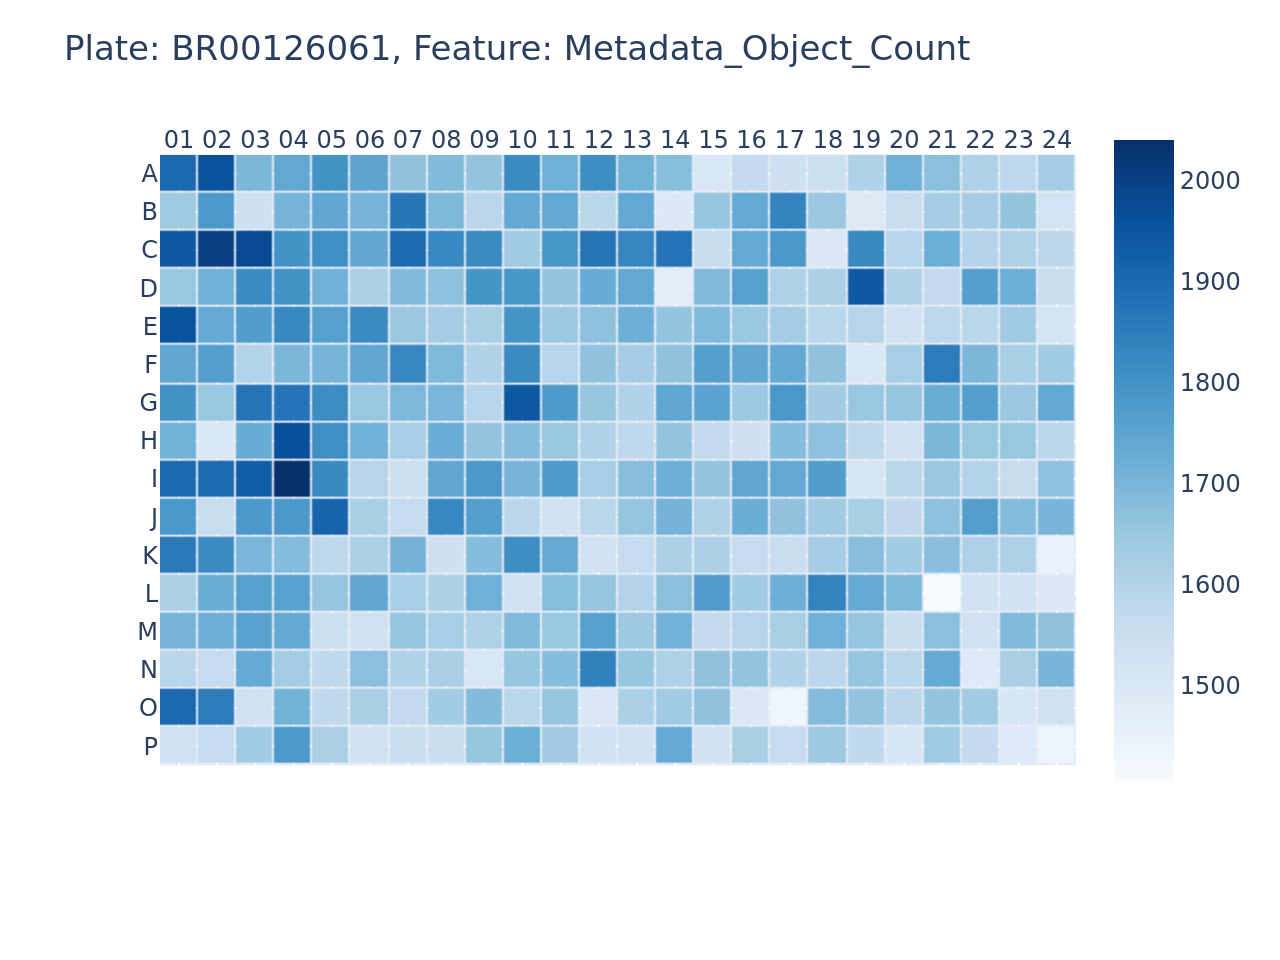 Plate: BR00126061, Feature: Metadata_Object_Count
01 02 03 04 05 06 07 08 09 10 11 12 13 14 15 16 17 18 19 20 21 22 23 24
A
B
C
D
E
F
G
H
I
J
K
L
M
N
O
P
2000
1900
1800
1700
1600
1500